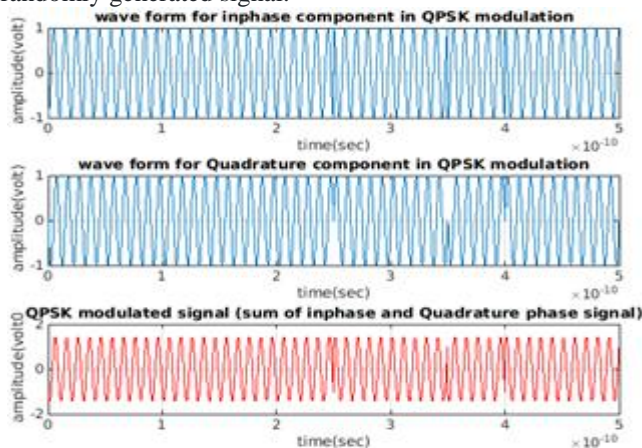 randomly generated signal.
wave form for inphase component in QPSK modulation
amplitude(volt)
1
0
-1
0 1 2 3 4 5
time(sec)
×10-10
wave form for Quadrature component in QPSK modulation
amplitude(volt)
1
0
-1
0 1 2 3 4 5
time(sec)
×10-10
QPSK modulated signal (sum of inphase and Quadrature phase signal)
amplitude(volt0
2
0
-2
0 1 2 3 4 5
time(sec)
×10-10